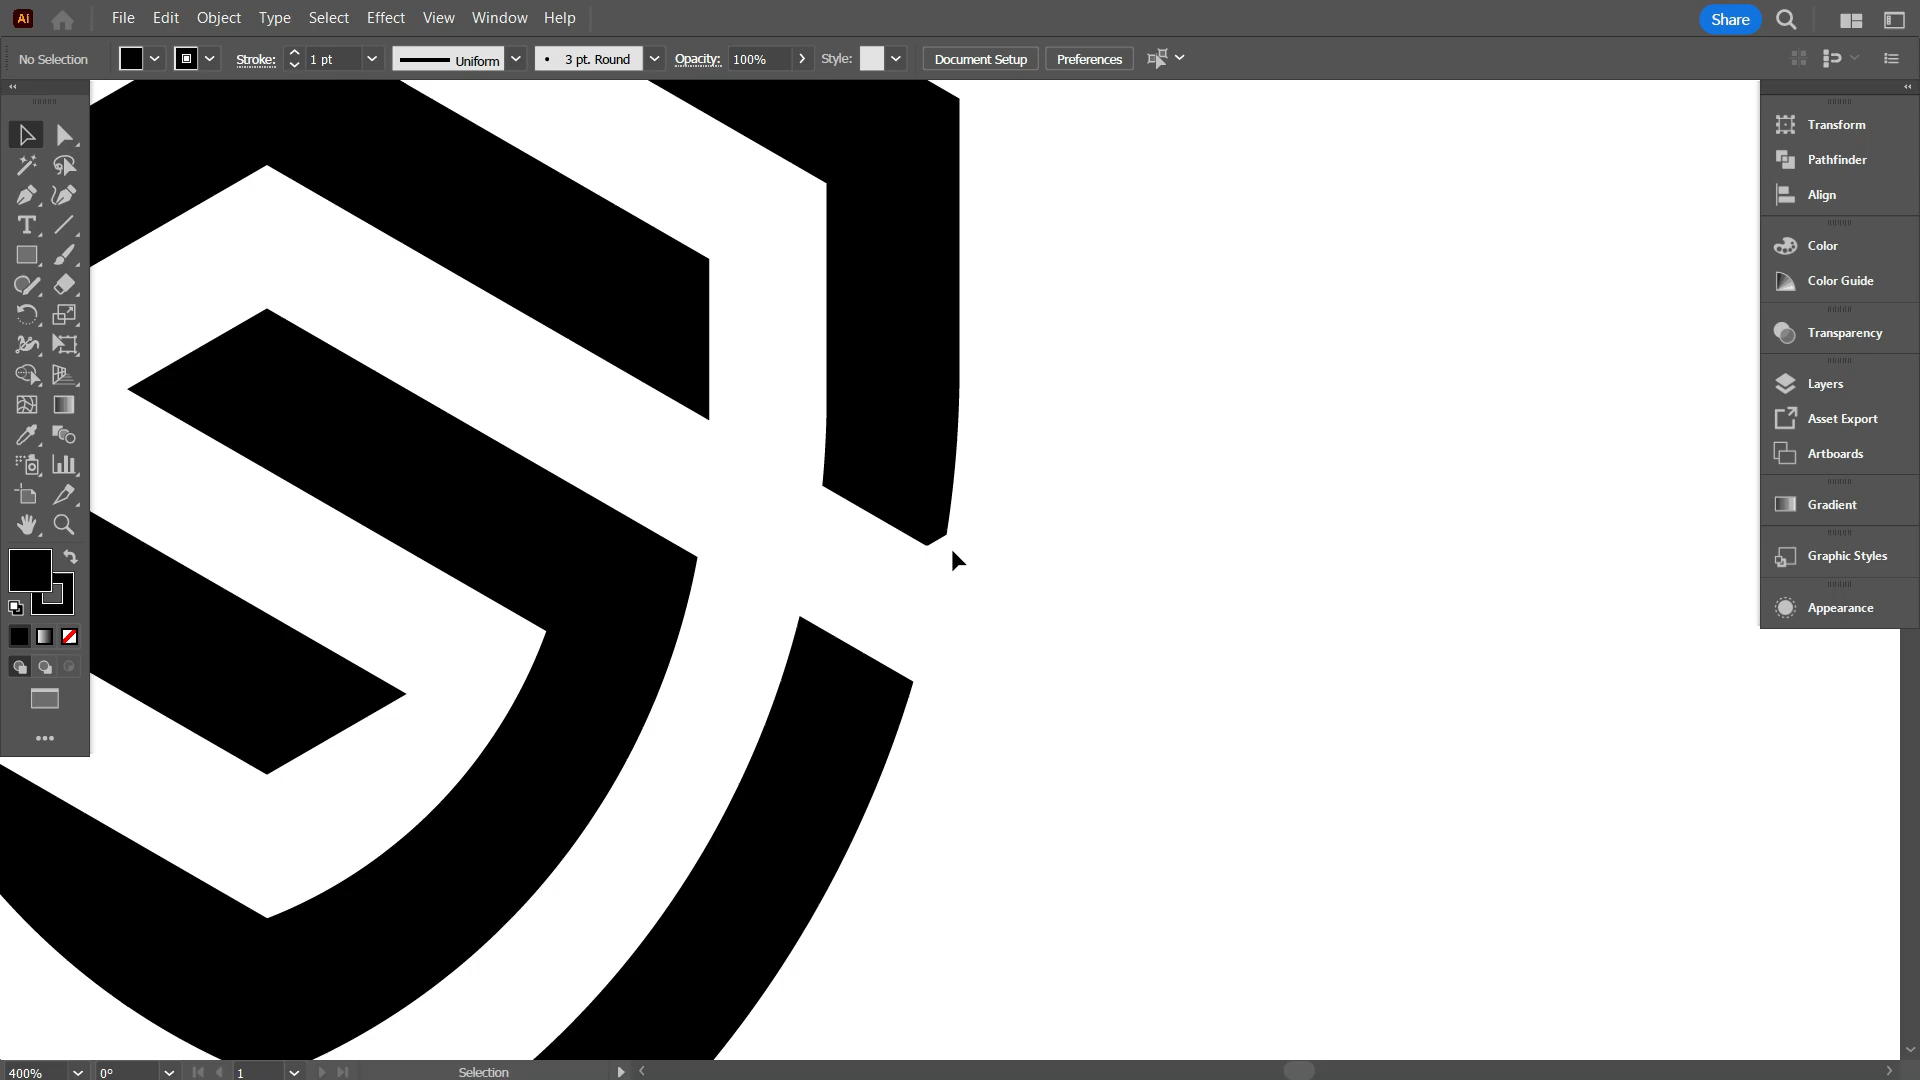 Ai File Edit Object Type Select Effect View Window Help Share
No Selection Stroke: 1 pt Uniform 3 pt. Round Opacity: 100% Style: Document Setup Preferences
Transform
Pathfinder
Align
Color
Color Guide
Transparency
Layers
Asset Export
Artboards
Gradient
Graphic Styles
Appearance
400% 0° 1 Selection